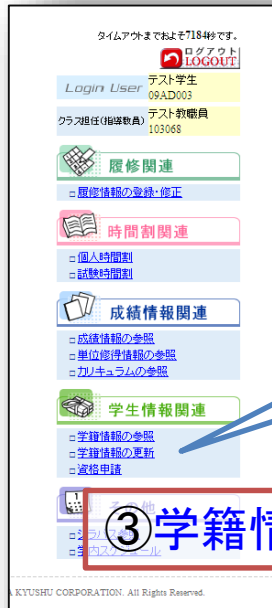 タイムアウトまでおよそ7184秒です。
ログアウト
LOGOUT
Login User テスト学生
09AD003
クラス担任(指導教員) テスト教職員
103068
履修関連
履修情報の登録・修正
時間割関連
個人時間割
試験時間割
成績情報関連
成績情報の参照
単位修得情報の参照
カリキュラムの参照
学生情報関連
学籍情報の参照
学籍情報の更新
資格申請
その他
③学籍情
KYUSHU CORPORATION. All Rights Reserved.